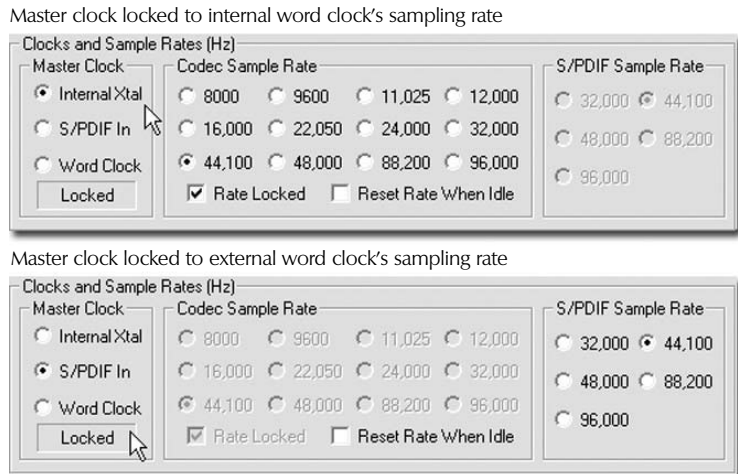 Master clock locked to internal word clock's sampling rate
Clocks and Sample Rates (Hz)
Master Clock Codec Sample Rate S/PDIF Sample Rate
Internal Xtal 8000 9600 11,025 12,000 32,000 44,100
S/PDIF In 16,000 22,050 24,000 32,000 48,000 88,200
Word Clock 44,100 48,000 88,200 96,000 96,000
Locked Rate Locked Reset Rate When Idle
Master clock locked to external word clock's sampling rate
Clocks and Sample Rates (Hz)
Master Clock Codec Sample Rate S/PDIF Sample Rate
Internal Xtal 8000 9600 11,025 12,000 32,000 44,100
S/PDIF In 16,000 22,050 24,000 32,000 48,000 88,200
Word Clock 44,100 48,000 88,200 96,000 96,000
Locked Rate Locked Reset Rate When Idle